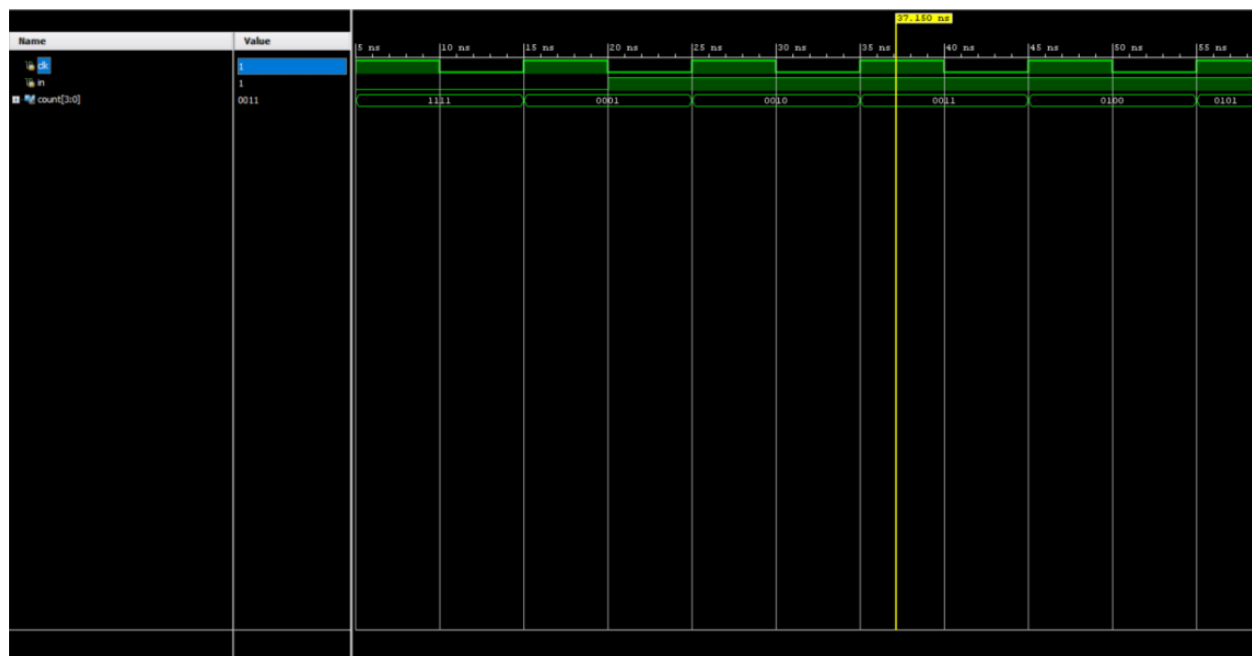 37.150 ns
Name Value
5 ns 10 ns 15 ns 20 ns 25 ns 30 ns 35 ns 40 ns 45 ns 50 ns 55 ns
clk 1
in 1
count[3:0] 0011 1111 0001 0010 0011 0100 0101